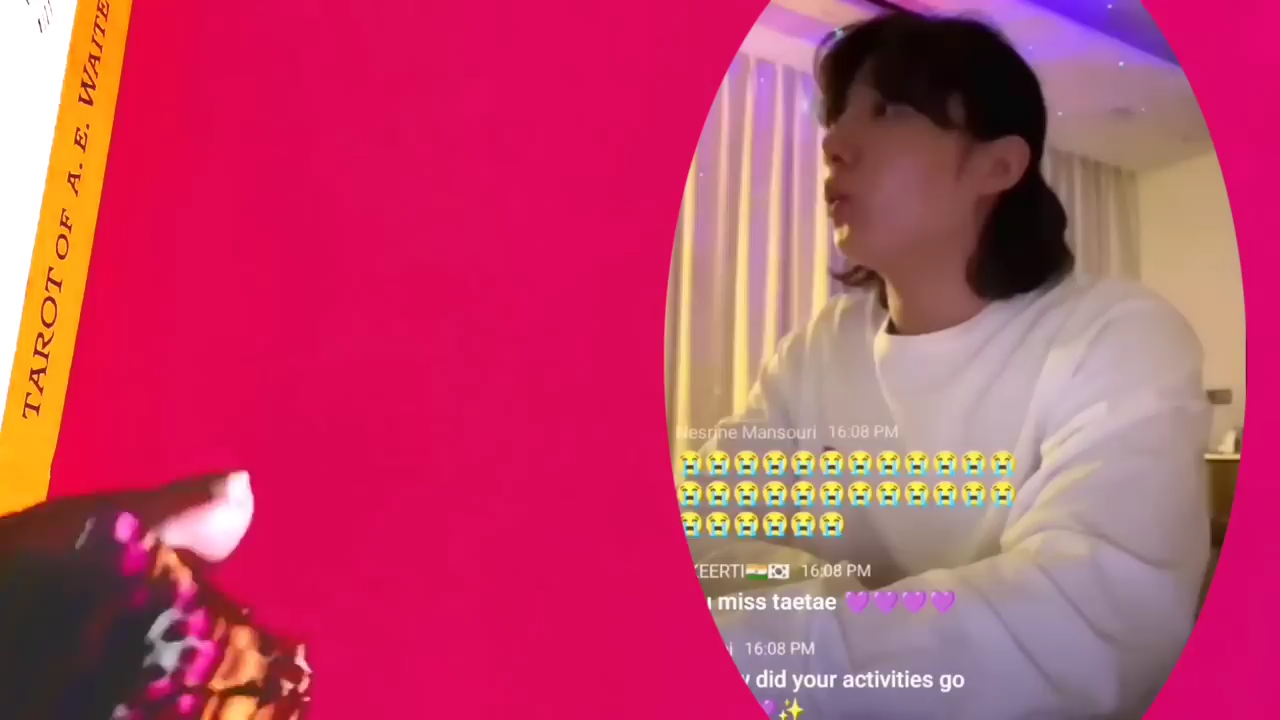 TAROT OF A. E. WAITE
Nesrine Mansouri 16:08 PM
😭😭😭😭😭😭😭😭😭😭😭😭
😭😭😭😭😭😭😭😭😭😭😭😭
😭😭😭😭😭😭
KEERTI🇮🇳🇰🇷 16:08 PM
miss taetae 💜💜💜💜
16:08 PM
did your activities go
💜✨